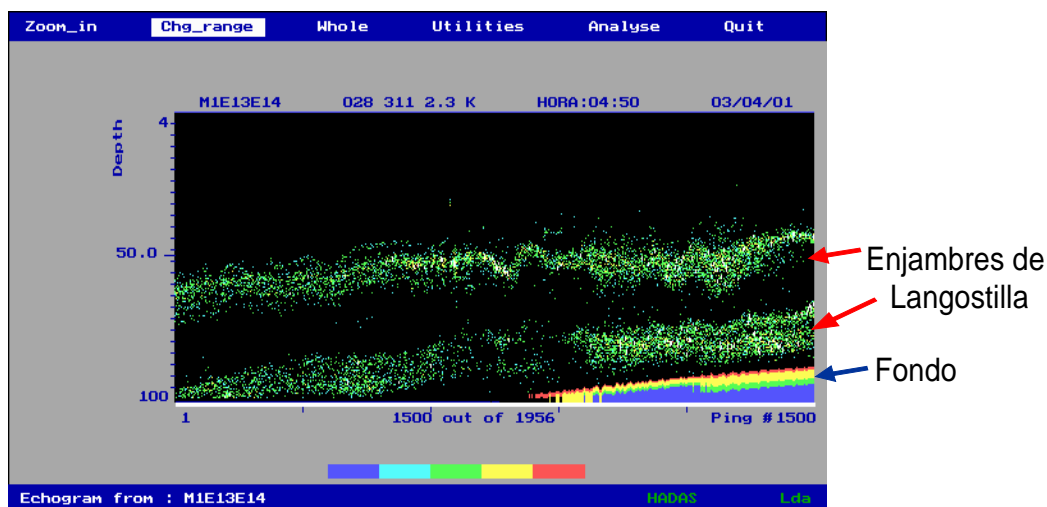 Zoom_in Chg_range Whole Utilities Analyse Quit
M1E13E14 028 311 2.3 K HORA:04:50 03/04/01
Depth
4
50.0
100
1 1500 out of 1956 Ping #1500
Enjambres de
Langostilla
Fondo
Echogram from : M1E13E14 HADAS Lda